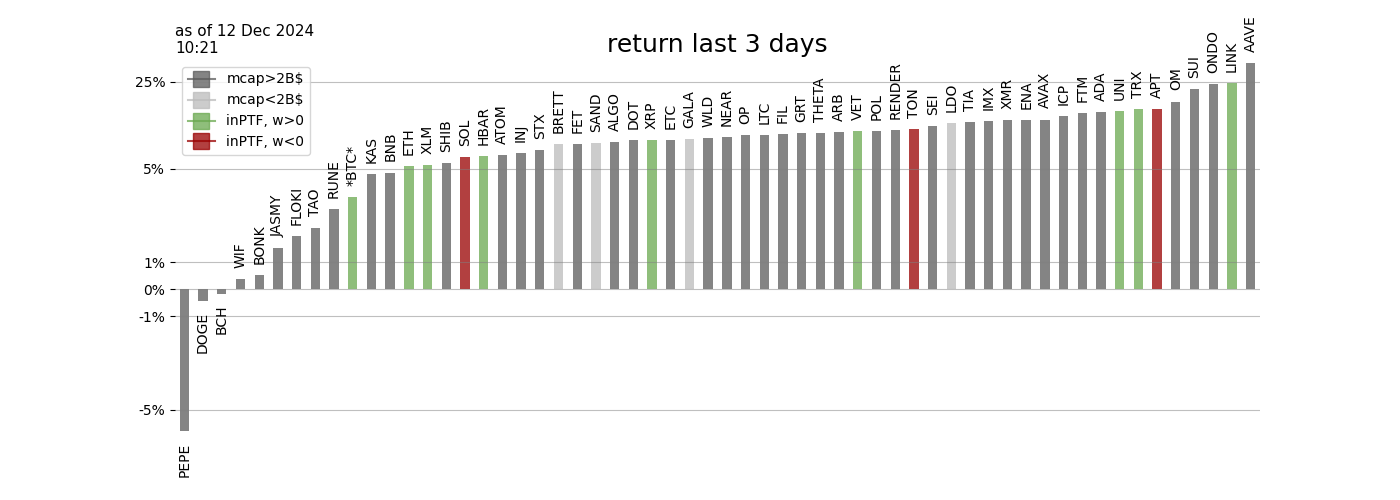 as of 12 Dec 2024
10:21
return last 3 days
mcap>2B$
mcap<2B$
inPTF, w>0
inPTF, w<0
25%
5%
1%
0%
-1%
-5%
PEPE
DOGE
BCH
WIF
BONK
JASMY
FLOKI
TAO
RUNE
*BTC*
KAS
BNB
ETH
XLM
SHIB
SOL
HBAR
ATOM
INJ
STX
BRETT
FET
SAND
ALGO
DOT
XRP
ETC
GALA
WLD
NEAR
OP
LTC
FIL
GRT
THETA
ARB
VET
POL
RENDER
TON
SEI
LDO
TIA
IMX
XMR
ENA
AVAX
ICP
FTM
ADA
UNI
TRX
APT
OM
SUI
ONDO
LINK
AAVE